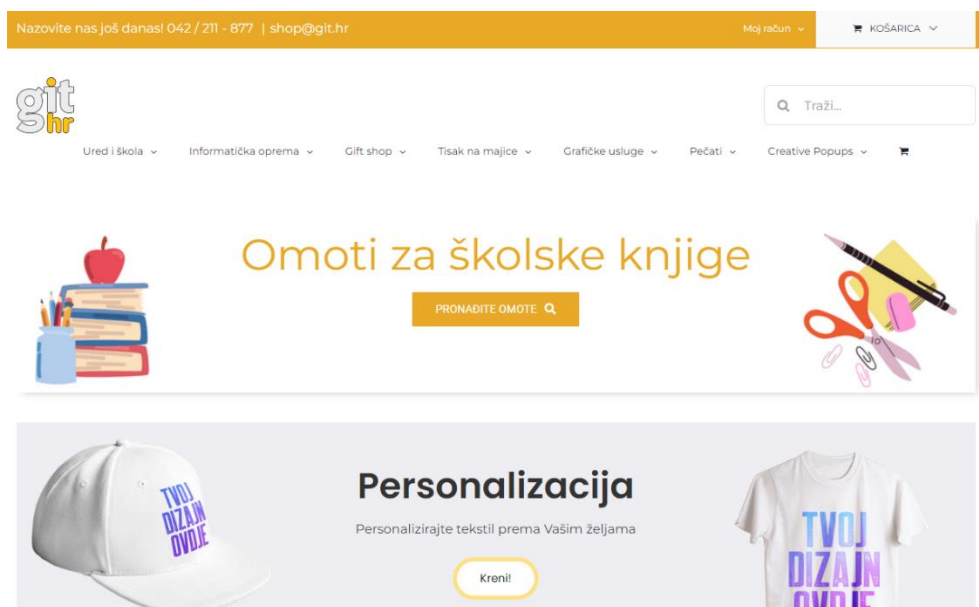 Nazovite nas još danas! 042 / 211 - 877 | shop@git.hr
Moj račun
KOŠARICA
git
hr
Traži...
Ured i škola
Informatička oprema
Gift shop
Tisak na majice
Grafičke usluge
Pečati
Creative Popups
Omoti za školske knjige
PRONAĐITE OMOTE
TVOJ
DIZAJN
OVDJE
Personalizacija
Personalizirajte tekstil prema Vašim željama
Kreni!
TVOJ
DIZAJN
OVDJE